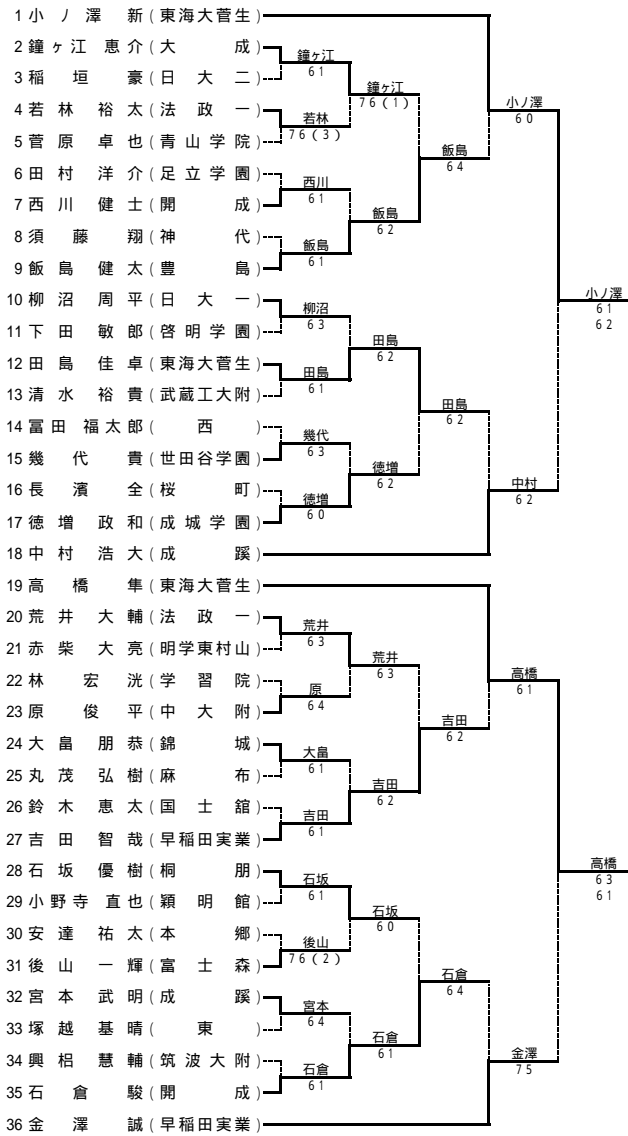 1 小ノ澤 新 (東海大菅生)
2 鐘ヶ江 恵介 (大成)
3 稲垣 豪 (日大二)
4 若林 裕太 (法政一)
5 菅原 卓也 (青山学院)
6 田村 洋介 (足立学園)
7 西川 健士 (開成)
8 須藤 翔 (神代)
9 飯島 健太 (豊島)
10 柳沼 周平 (日大一)
11 下田 敏郎 (啓明学園)
12 田島 佳卓 (東海大菅生)
13 清水 裕貴 (武蔵工大附)
14 冨田 福太郎 (西)
15 幾代 貴 (世田谷学園)
16 長濱 全 (桜町)
17 徳増 政和 (成城学園)
18 中村 浩大 (成蹊)
19 高橋 隼 (東海大菅生)
20 荒井 大輔 (法政一)
21 赤柴 大亮 (明学東村山)
22 林 宏洸 (学習院)
23 原 俊平 (中大附)
24 大畠 朋恭 (錦城)
25 丸茂 弘樹 (麻布)
26 鈴木 恵太 (国士舘)
27 吉田 智哉 (早稲田実業)
28 石坂 優樹 (桐朋)
29 小野寺 直也 (穎明館)
30 安達 祐太 (本郷)
31 後山 一輝 (富士森)
32 宮本 武明 (成蹊)
33 塚越 基晴 (東)
34 興梠 慧輔 (筑波大附)
35 石倉 駿 (開成)
36 金澤 誠 (早稲田実業)
鐘ヶ江
61
若林
76(3)
西川
61
飯島
61
柳沼
63
田島
61
幾代
63
徳増
60
荒井
63
原
64
大畠
61
吉田
61
石坂
61
後山
76(2)
宮本
64
石倉
61
鐘ヶ江
76(1)
飯島
62
田島
62
徳増
62
荒井
63
吉田
62
石坂
60
石倉
61
飯島
64
田島
62
吉田
62
石倉
64
小ノ澤
60
中村
62
高橋
61
金澤
75
小ノ澤
61
62
高橋
63
61